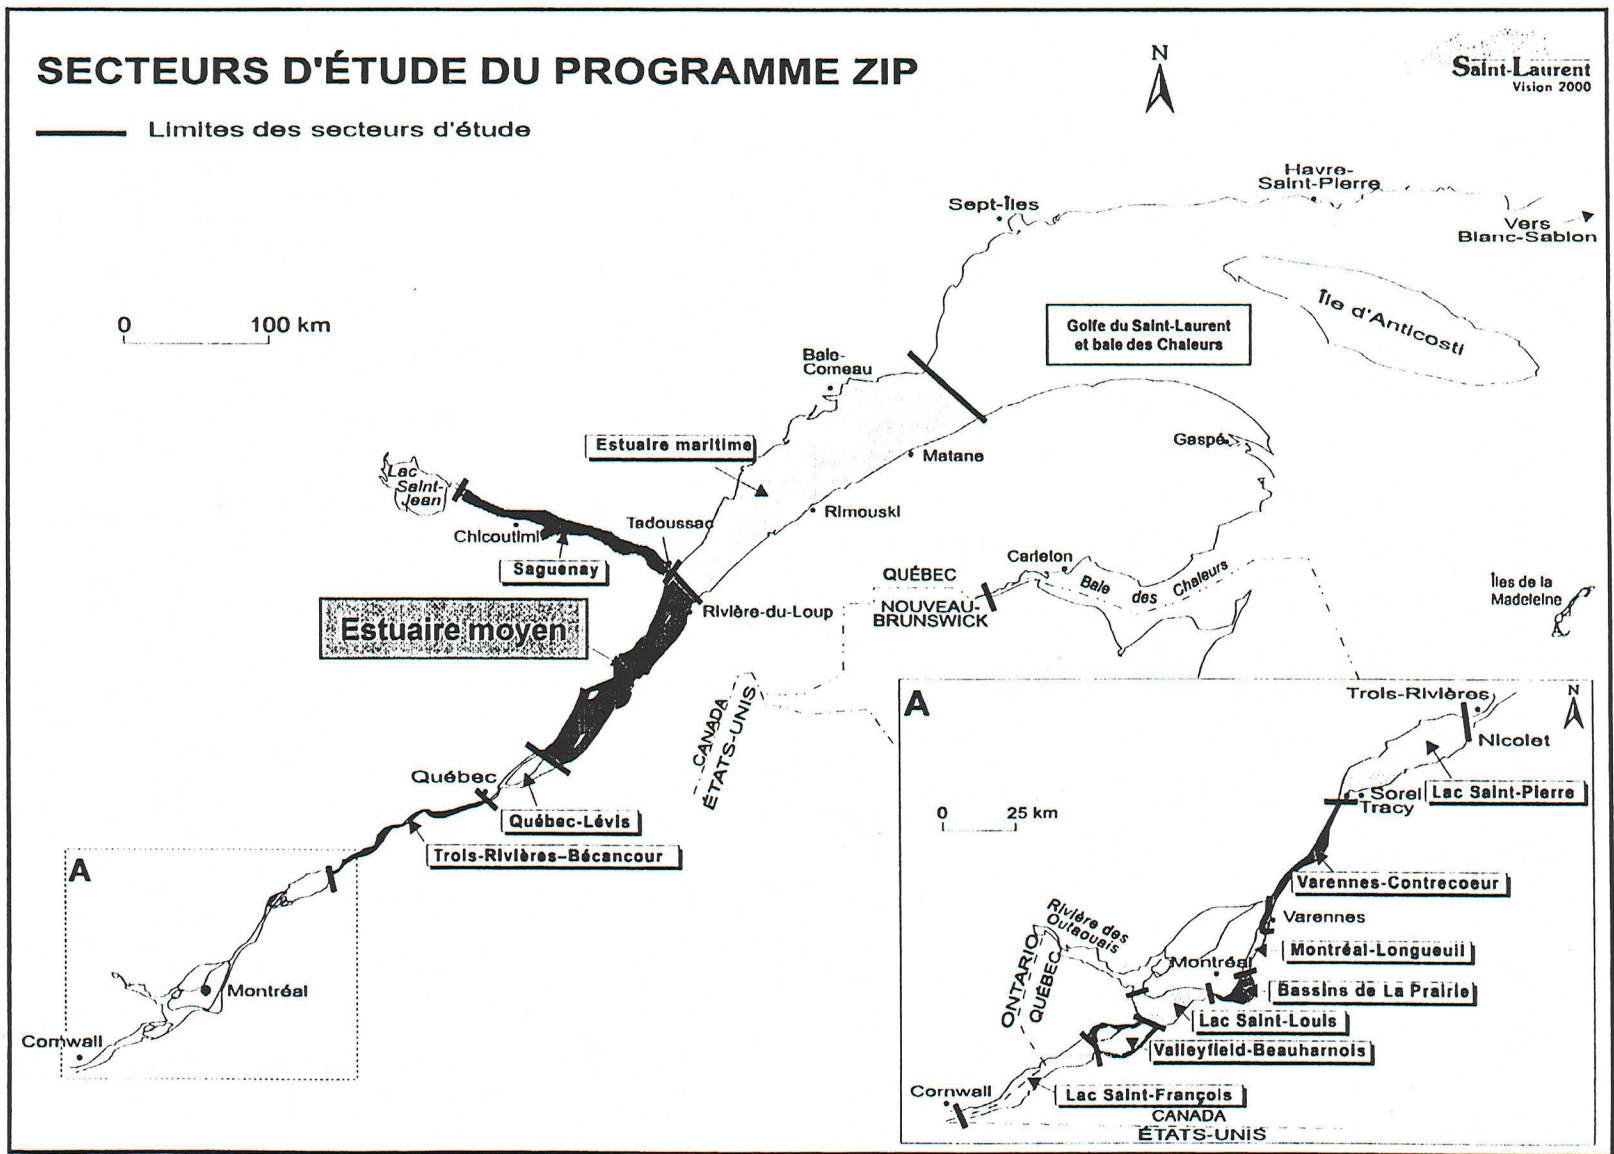 SECTEURS D'ÉTUDE DU PROGRAMME ZIP
Limites des secteurs d'étude
N
Saint-Laurent
Vision 2000
0 100 km
Havre-
Saint-Pierre
Sept-Îles
Vers
Blanc-Sablon
Île d'Anticosti
Golfe du Saint-Laurent
et baie des Chaleurs
Baie-
Comeau
Estuaire maritime
Gaspé
Matane
Lac
Saint-
Jean
Rimouski
Tadoussac
Chicoutimi
Saguenay
Carleton
QUÉBEC
NOUVEAU-
BRUNSWICK
Baie des Chaleurs
Îles de la
Madeleine
Rivière-du-Loup
Estuaire moyen
CANADA
ÉTATS-UNIS
Québec
Québec-Lévis
Trois-Rivières–Bécancour
A
Montréal
Cornwall
A
Trois-Rivières
N
Nicolet
Lac Saint-Pierre
Sorel
Tracy
0 25 km
Varennes-Contrecoeur
Varennes
Rivière des
Outaouais
Montréal-Longueuil
ONTARIO
QUÉBEC
Montréal
Bassins de La Prairie
Lac Saint-Louis
Valleyfield-Beauharnois
Cornwall
Lac Saint-François
CANADA
ÉTATS-UNIS